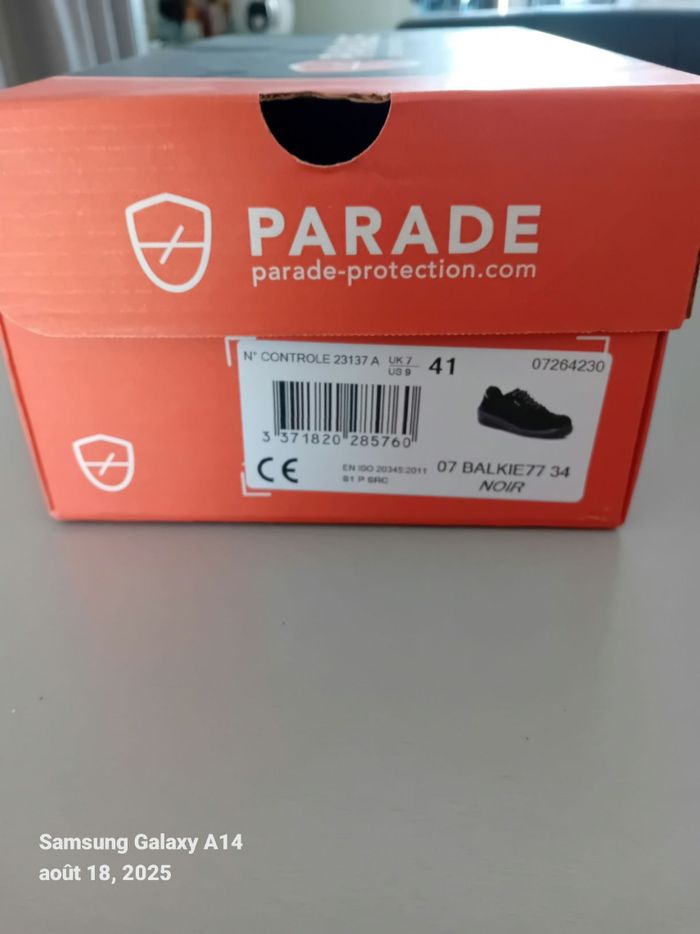 PARADE
parade-protection.com
N° CONTROLE 23137 A UK 7 US 9 41 07264230
3 371820 285760
CE
EN ISO 20345:2011 07 BALKIE77 34
S1 P SRC NOIR
Samsung Galaxy A14
août 18, 2025